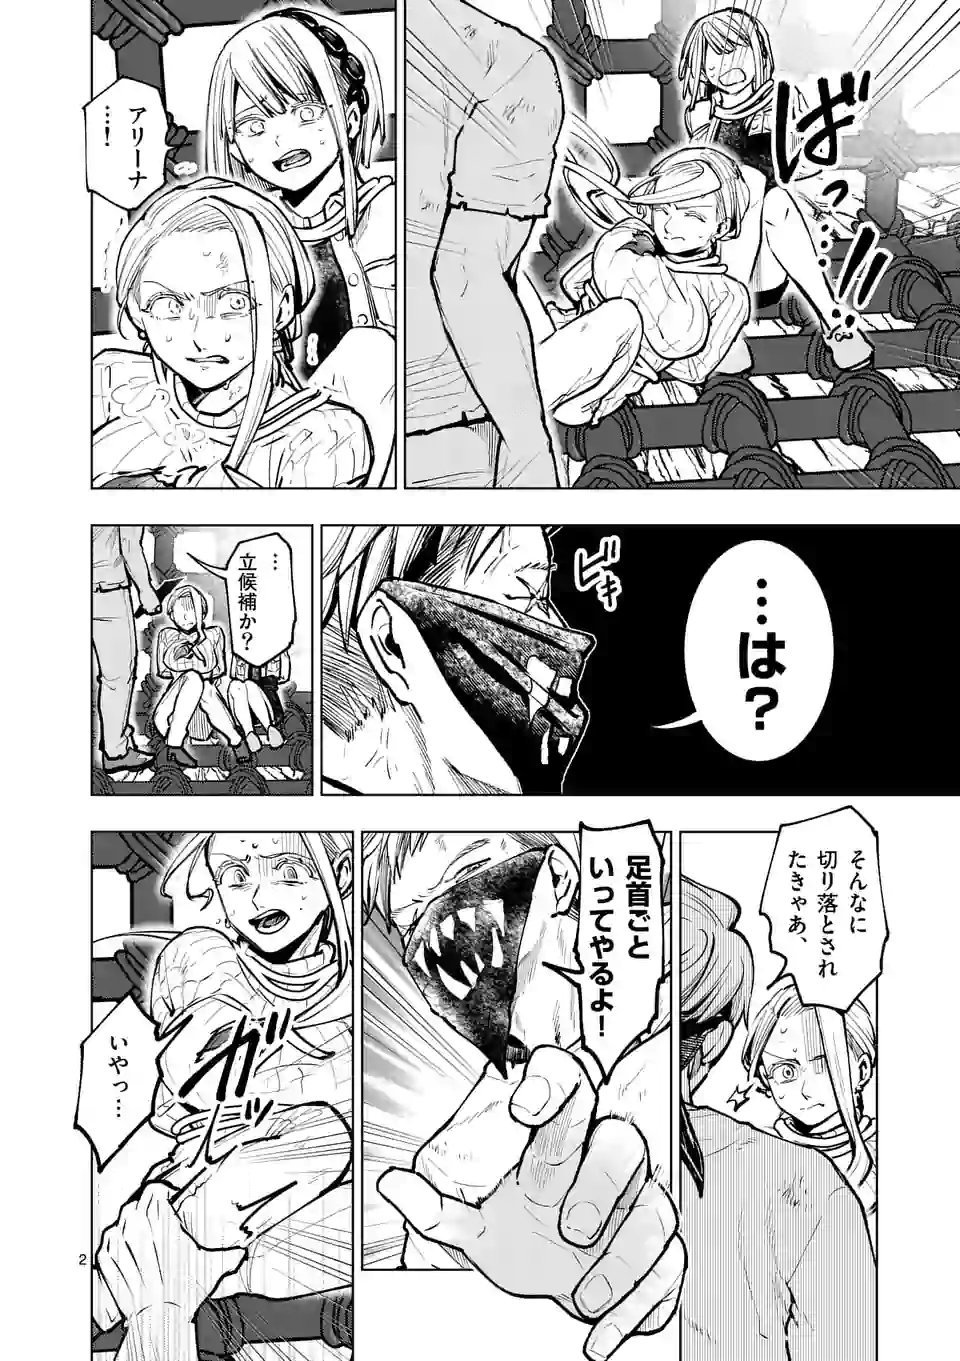 ばっ……!!
アリーナ
…!
…は?
ビキ
…
立候補か?
そんなに
切り落とされ
たきゃあ、
足首ごと
いってやるよ!
ガッ
いやっ…
2